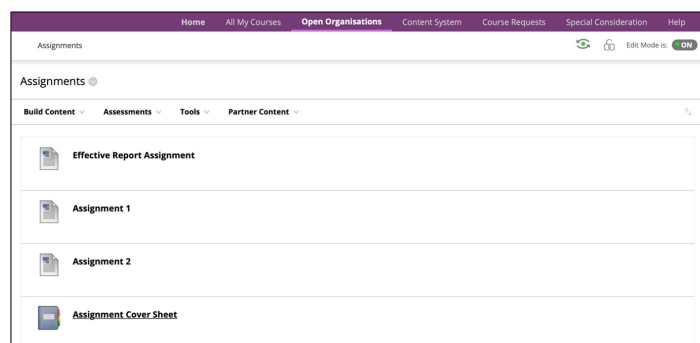 Home All My Courses Open Organisations Content System Course Requests Special Consideration Help
Assignments Edit Mode is: ON
Assignments
Build Content Assessments Tools Partner Content
Effective Report Assignment
Assignment 1
Assignment 2
Assignment Cover Sheet